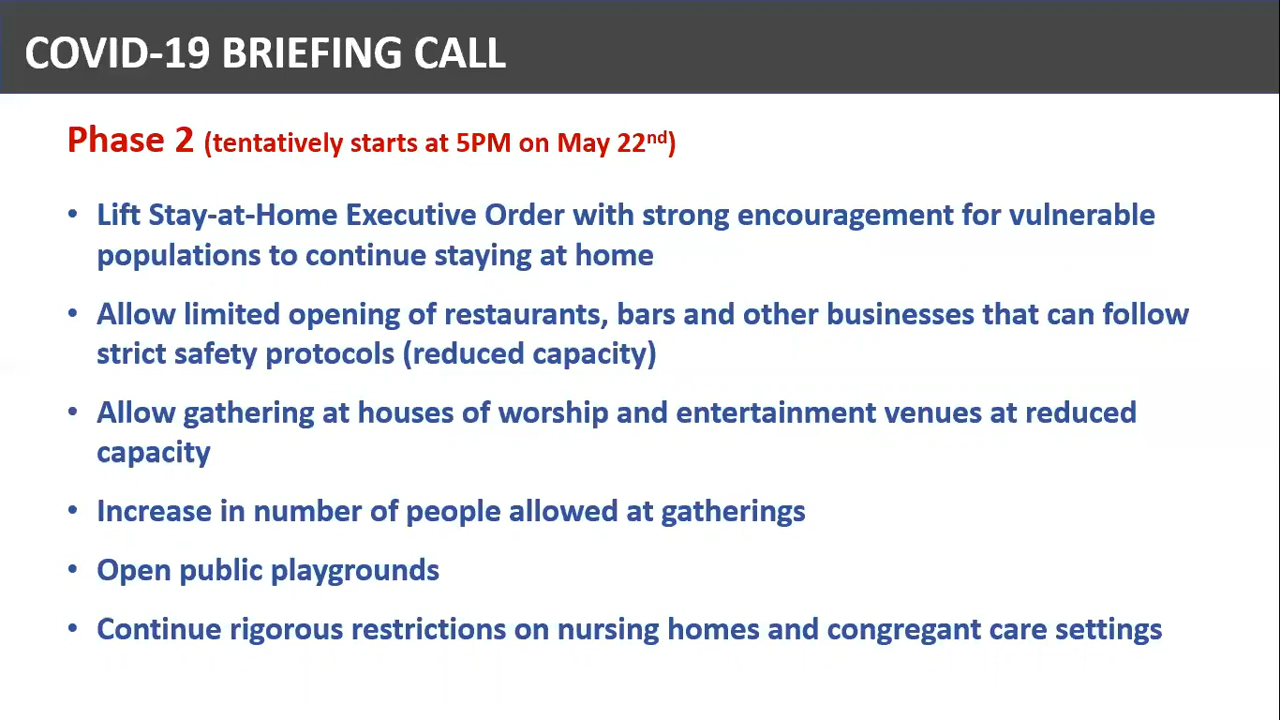 COVID-19 BRIEFING CALL
Phase 2 (tentatively starts at 5PM on May 22nd)
• Lift Stay-at-Home Executive Order with strong encouragement for vulnerable
populations to continue staying at home
• Allow limited opening of restaurants, bars and other businesses that can follow
strict safety protocols (reduced capacity)
• Allow gathering at houses of worship and entertainment venues at reduced
capacity
• Increase in number of people allowed at gatherings
• Open public playgrounds
• Continue rigorous restrictions on nursing homes and congregant care settings